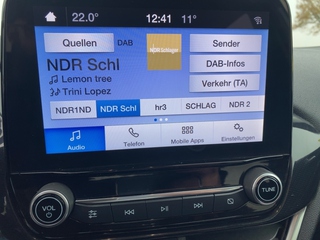 22.0° 12:41 11°
Quellen DAB NDR Schlager Sender
NDR Schl DAB-Infos
Lemon tree
Trini Lopez Verkehr (TA)
NDR1ND NDR Schl hr3 SCHLAG NDR 2
Audio Telefon Mobile Apps Einstellungen
VOL TUNE